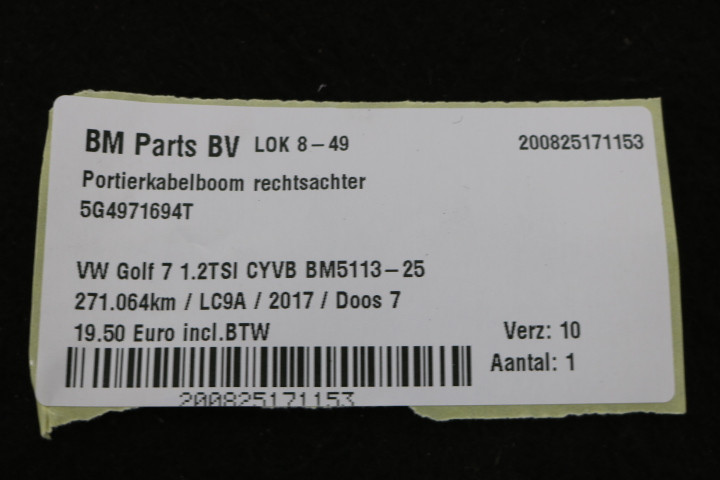 BM Parts BV LOK 8-49 200825171153
Portierkabelboom rechtsachter
5G4971694T
VW Golf 7 1.2TSI CYVB BM5113-25
271.064km / LC9A / 2017 / Doos 7
19.50 Euro incl.BTW Verz: 10
Aantal: 1
200825171153